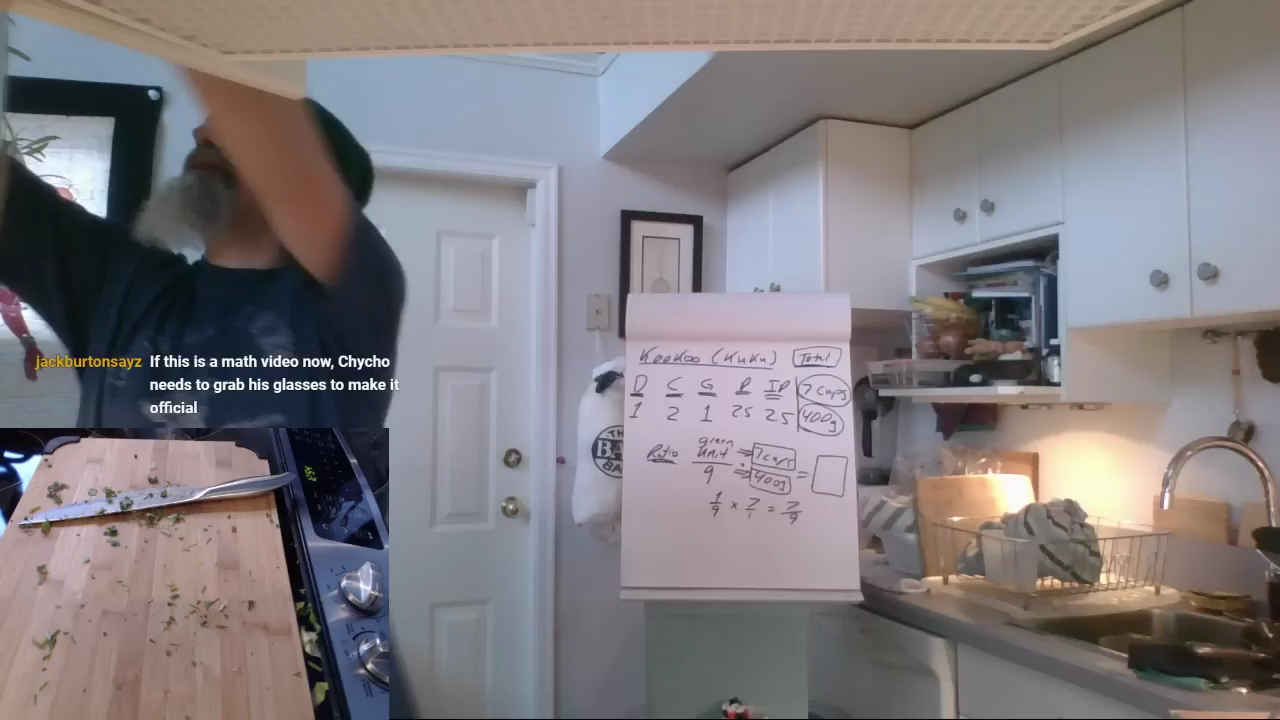 jackburtonsayz If this is a math video now, Chycho
needs to grab his glasses to make it
official
KooKoo (Kuku) Total
D C G P IP 7 cups
1 2 1 25 25 400g
Ratio green unit = 7 cups
9 = 400g =
1/9 × 7/1 = 7/9
TH
BA